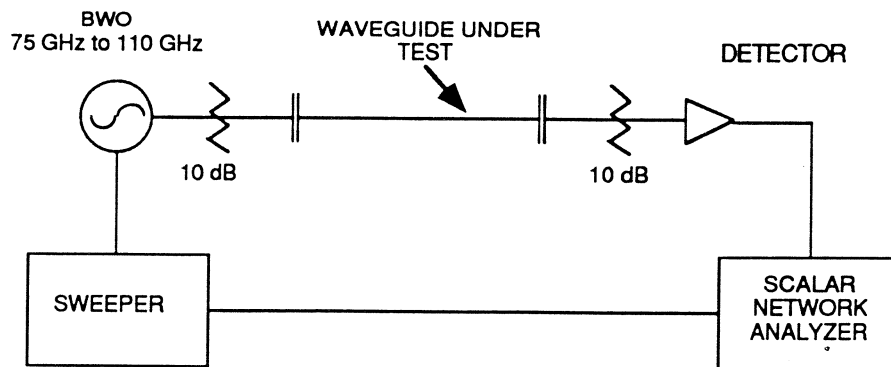 BWO
75 GHz to 110 GHz
WAVEGUIDE UNDER
TEST
DETECTOR
10 dB
10 dB
SWEEPER
SCALAR
NETWORK
ANALYZER